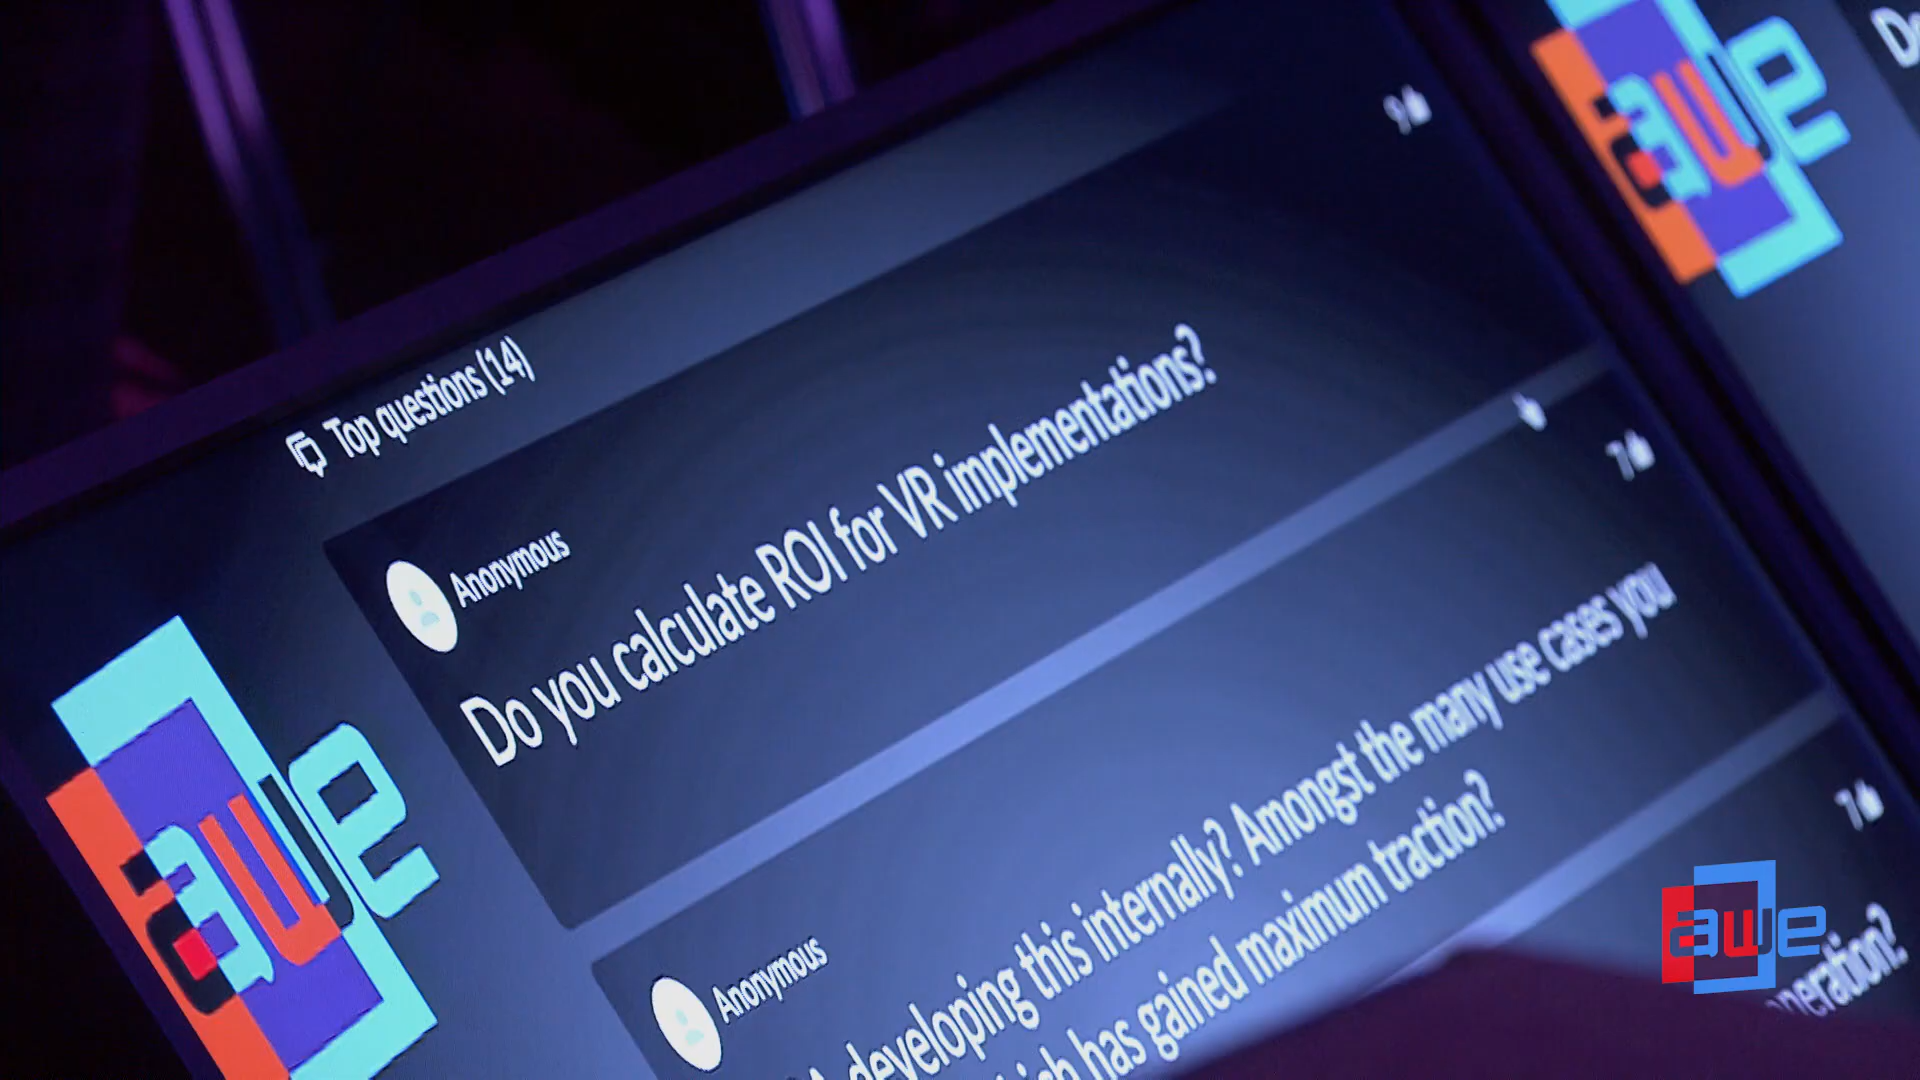 Top questions (14)
Anonymous
9
Do you calculate ROI for VR implementations?
Anonymous
7
developing this internally? Amongst the many use cases you
has gained maximum traction?
7
awe
awe
awe